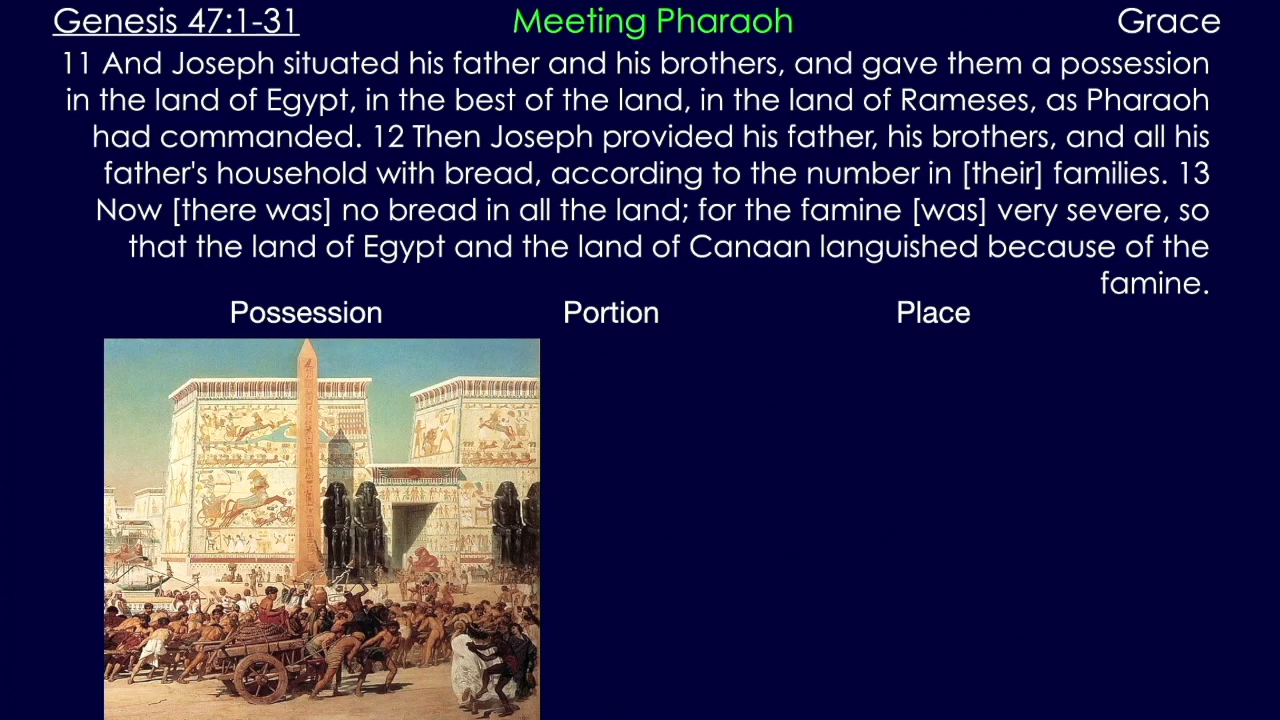 Genesis 47:1-31 Meeting Pharaoh Grace
11 And Joseph situated his father and his brothers, and gave them a possession
in the land of Egypt, in the best of the land, in the land of Rameses, as Pharaoh
had commanded. 12 Then Joseph provided his father, his brothers, and all his
father's household with bread, according to the number in [their] families. 13
Now [there was] no bread in all the land; for the famine [was] very severe, so
that the land of Egypt and the land of Canaan languished because of the
famine.
Possession Portion Place